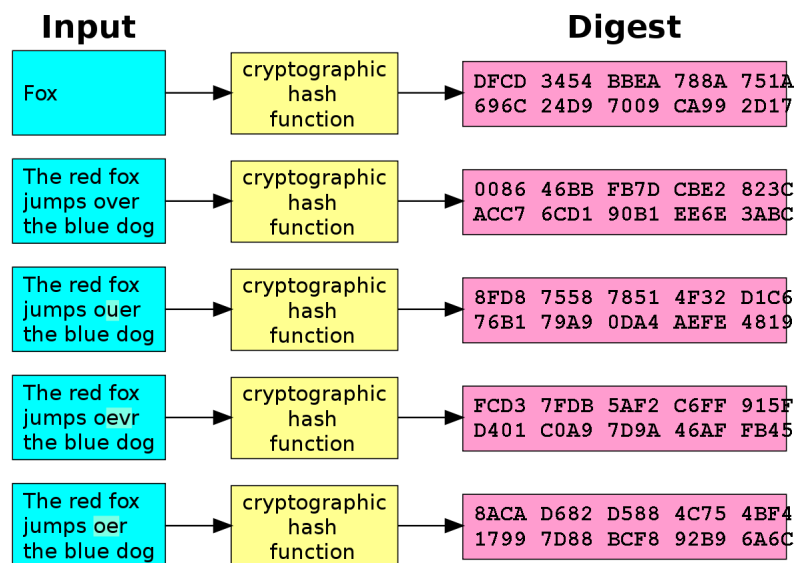 Input
Digest
Fox
cryptographic
hash
function
DFCD 3454 BBEA 788A 751A
696C 24D9 7009 CA99 2D17
The red fox
jumps over
the blue dog
cryptographic
hash
function
0086 46BB FB7D CBE2 823C
ACC7 6CD1 90B1 EE6E 3ABC
The red fox
jumps ouer
the blue dog
cryptographic
hash
function
8FD8 7558 7851 4F32 D1C6
76B1 79A9 0DA4 AEFE 4819
The red fox
jumps oevr
the blue dog
cryptographic
hash
function
FCD3 7FDB 5AF2 C6FF 915F
D401 C0A9 7D9A 46AF FB45
The red fox
jumps oer
the blue dog
cryptographic
hash
function
8ACA D682 D588 4C75 4BF4
1799 7D88 BCF8 92B9 6A6C